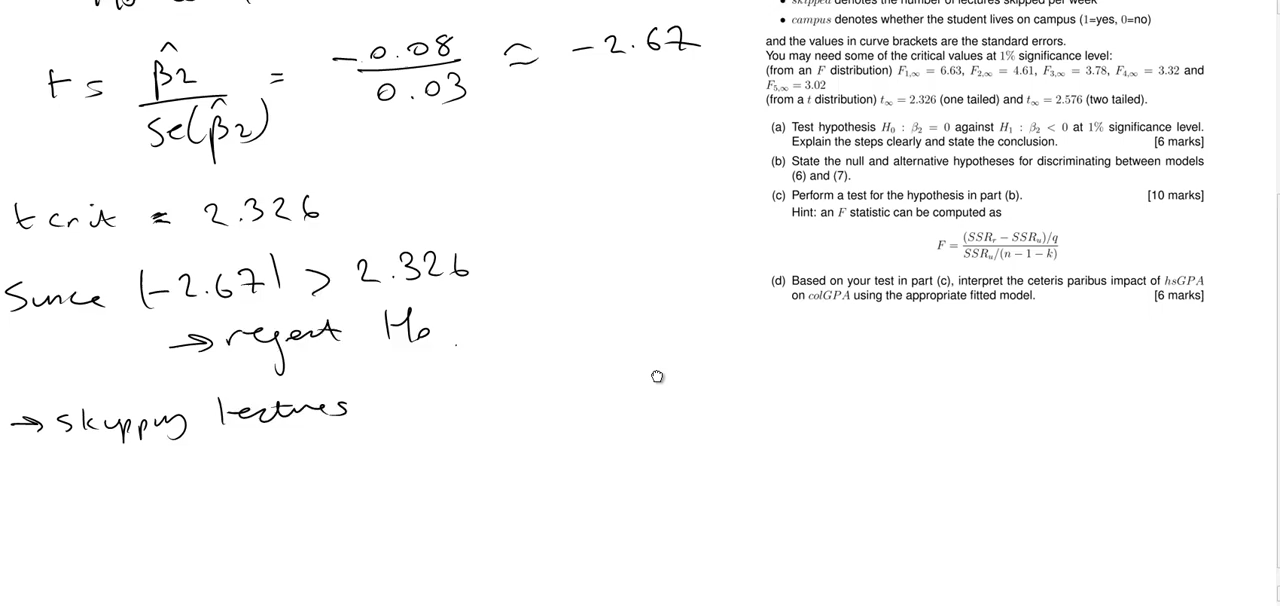 t s β̂2 / se(β̂2) = -0.08 / 0.03 ≈ -2.67
t crit = 2.326
Since |-2.67| > 2.326
→ reject H0
→ skipping lectures
• campus denotes whether the student lives on campus (1=yes, 0=no)
and the values in curve brackets are the standard errors.
You may need some of the critical values at 1% significance level:
(from an F distribution) F1,∞ = 6.63, F2,∞ = 4.61, F3,∞ = 3.78, F4,∞ = 3.32 and
F5,∞ = 3.02
(from a t distribution) t∞ = 2.326 (one tailed) and t∞ = 2.576 (two tailed).
(a) Test hypothesis H0 : β2 = 0 against H1 : β2 < 0 at 1% significance level.
Explain the steps clearly and state the conclusion. [6 marks]
(b) State the null and alternative hypotheses for discriminating between models
(6) and (7).
(c) Perform a test for the hypothesis in part (b). [10 marks]
Hint: an F statistic can be computed as
F = (SSRr − SSRu)/q / SSRu/(n − 1 − k)
(d) Based on your test in part (c), interpret the ceteris paribus impact of hsGPA
on colGPA using the appropriate fitted model. [6 marks]